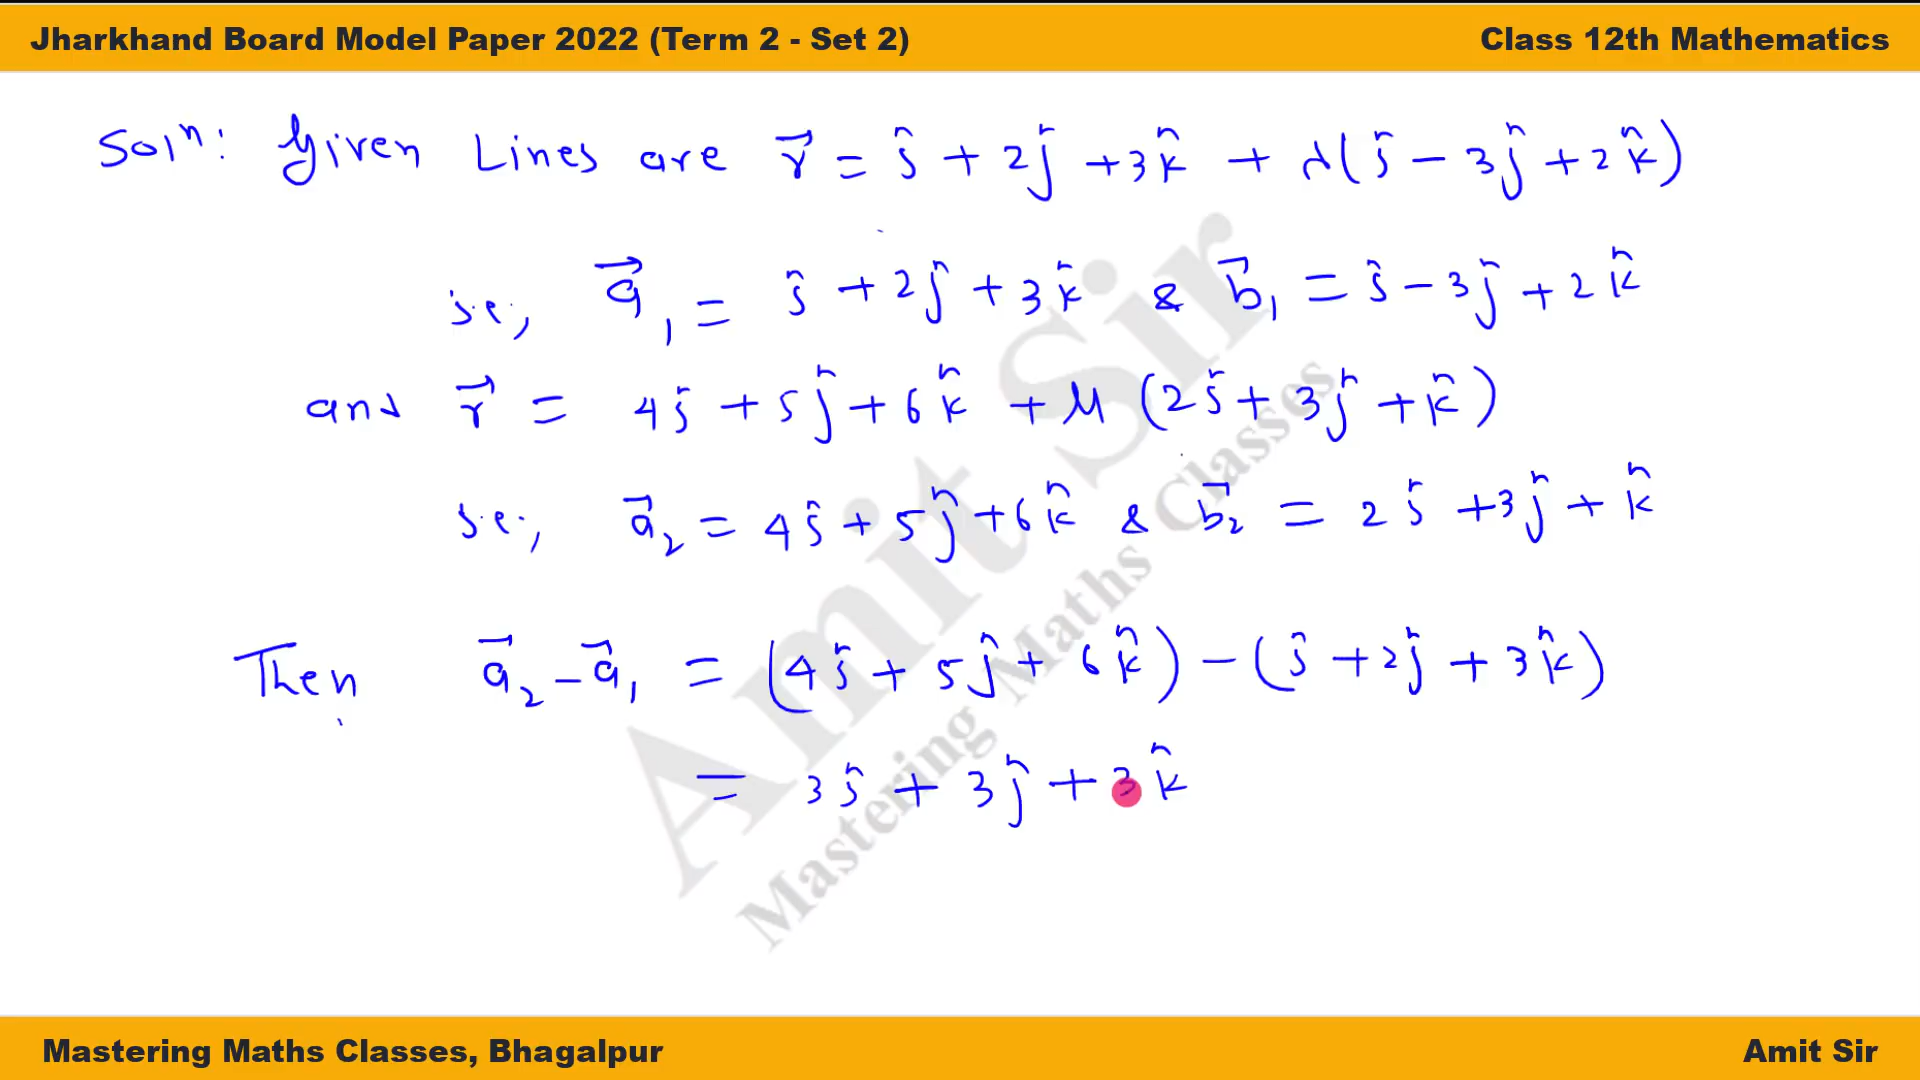 Jharkhand Board Model Paper 2022 (Term 2 - Set 2) Class 12th Mathematics
Solⁿ: Given Lines are r⃗ = î + 2ĵ + 3k̂ + λ(î − 3ĵ + 2k̂)
i.e; a⃗₁ = î + 2ĵ + 3k̂ & b⃗₁ = î − 3ĵ + 2k̂
and r⃗ = 4î + 5ĵ + 6k̂ + μ (2î + 3ĵ + k̂)
i.e; a⃗₂ = 4î + 5ĵ + 6k̂ & b⃗₂ = 2î + 3ĵ + k̂
Then a⃗₂ − a⃗₁ = (4î + 5ĵ + 6k̂) − (î + 2ĵ + 3k̂)
= 3î + 3ĵ + 3k̂
Amit Sir
Mastering Maths Classes
Mastering Maths Classes, Bhagalpur Amit Sir